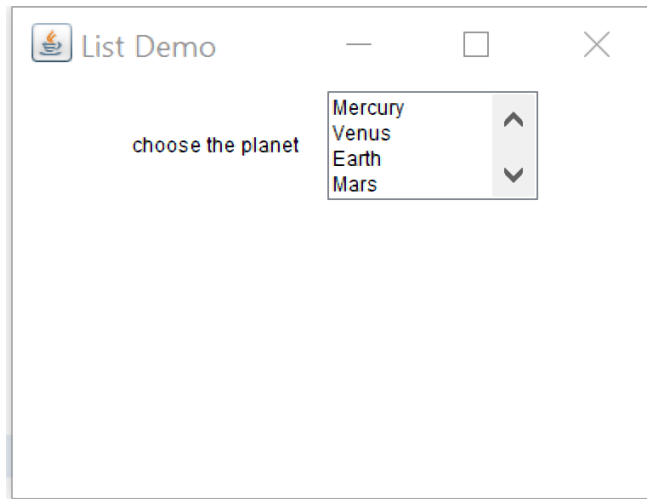 List Demo
choose the planet
Mercury
Venus
Earth
Mars